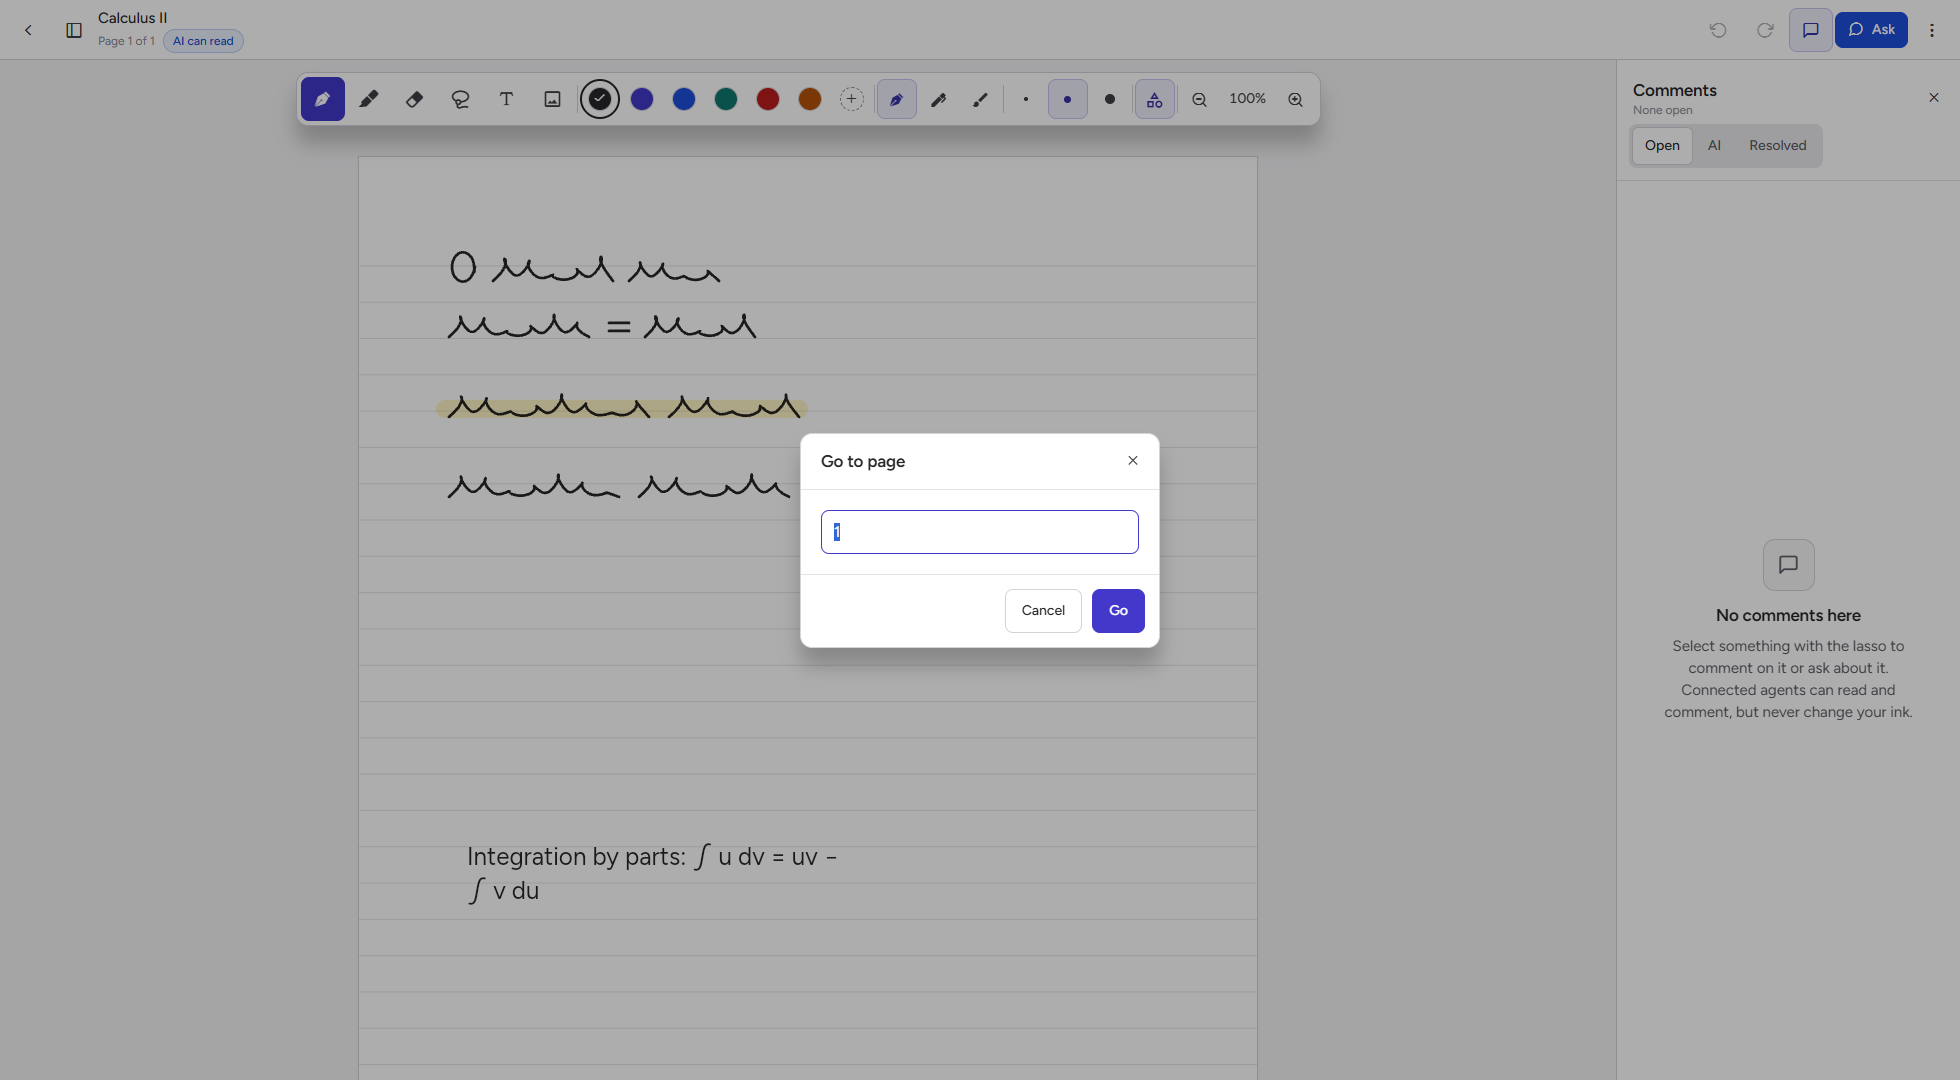 Calculus II
Page 1 of 1 AI can read
Ask
T
100%
Comments
None open
Open AI Resolved
0
=
Go to page
1
Cancel Go
No comments here
Select something with the lasso to
comment on it or ask about it.
Connected agents can read and
comment, but never change your ink.
Integration by parts: ∫ u dv = uv −
∫ v du